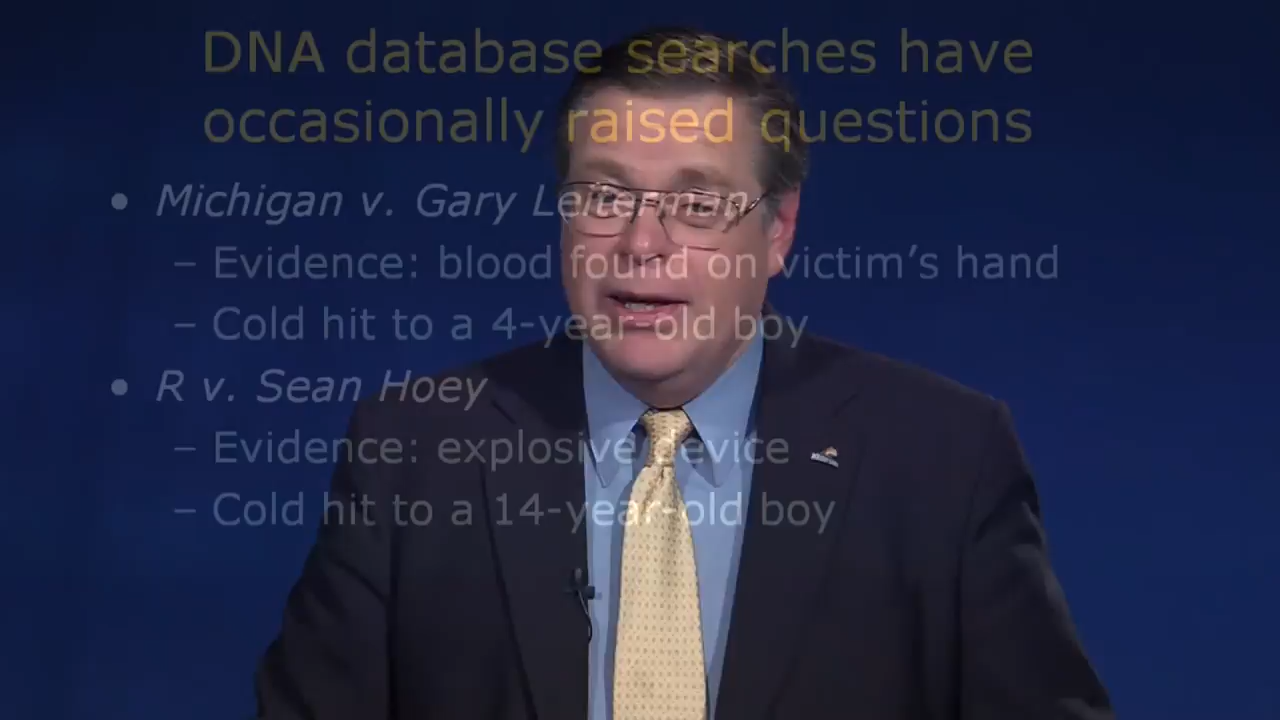 DNA database searches have
occasionally raised questions
• Michigan v. Gary Leiterman
– Evidence: blood found on victim's hand
– Cold hit to a 4-year-old boy
• R v. Sean Hoey
– Evidence: explosive device
– Cold hit to a 14-year-old boy